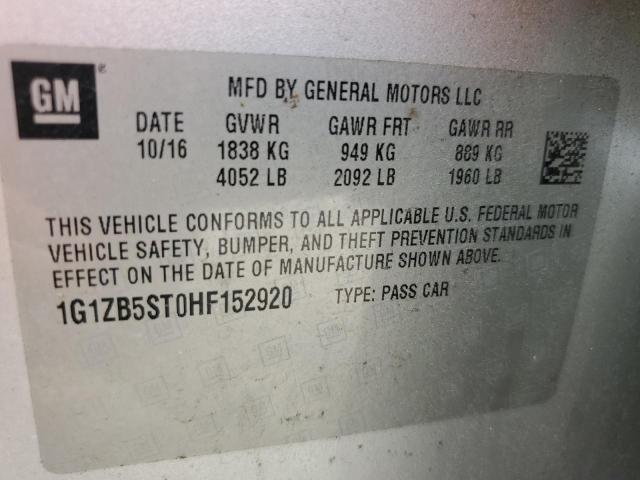 GM ®
MFD BY GENERAL MOTORS LLC
DATE GVWR GAWR FRT GAWR RR
10/16 1838 KG 949 KG 889 KG
4052 LB 2092 LB 1960 LB
THIS VEHICLE CONFORMS TO ALL APPLICABLE U.S. FEDERAL MOTOR
VEHICLE SAFETY, BUMPER, AND THEFT PREVENTION STANDARDS IN
EFFECT ON THE DATE OF MANUFACTURE SHOWN ABOVE.
1G1ZB5ST0HF152920 TYPE: PASS CAR